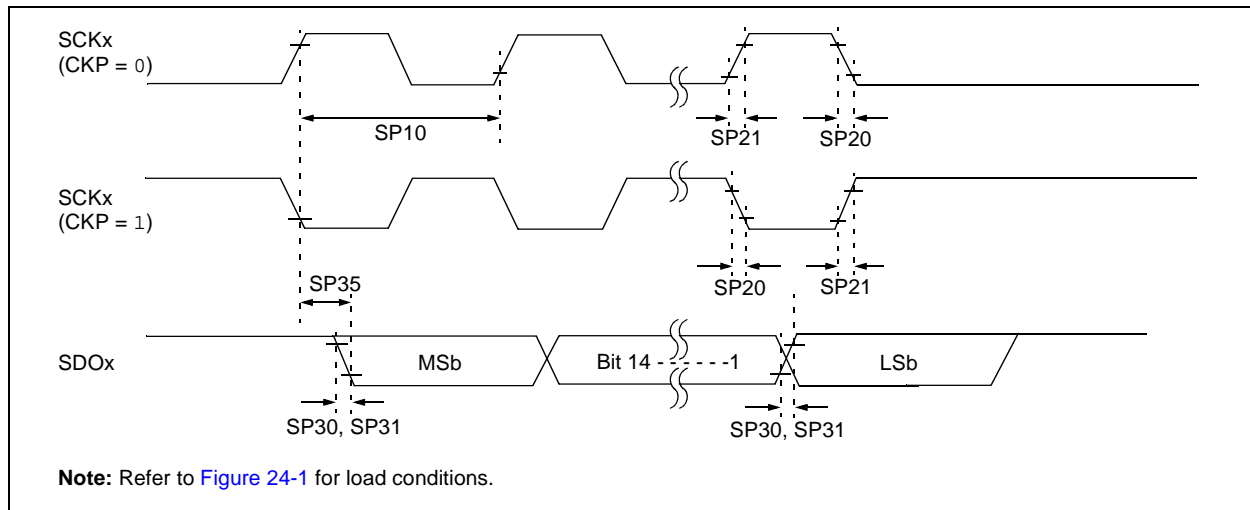 SCKx
(CKP = 0)
SP10
SP21
SP20
SCKx
(CKP = 1)
SP35
SP20
SP21
SDOx
MSb
Bit 14 - - - - - -1
LSb
SP30, SP31
SP30, SP31
Note: Refer to Figure 24-1 for load conditions.